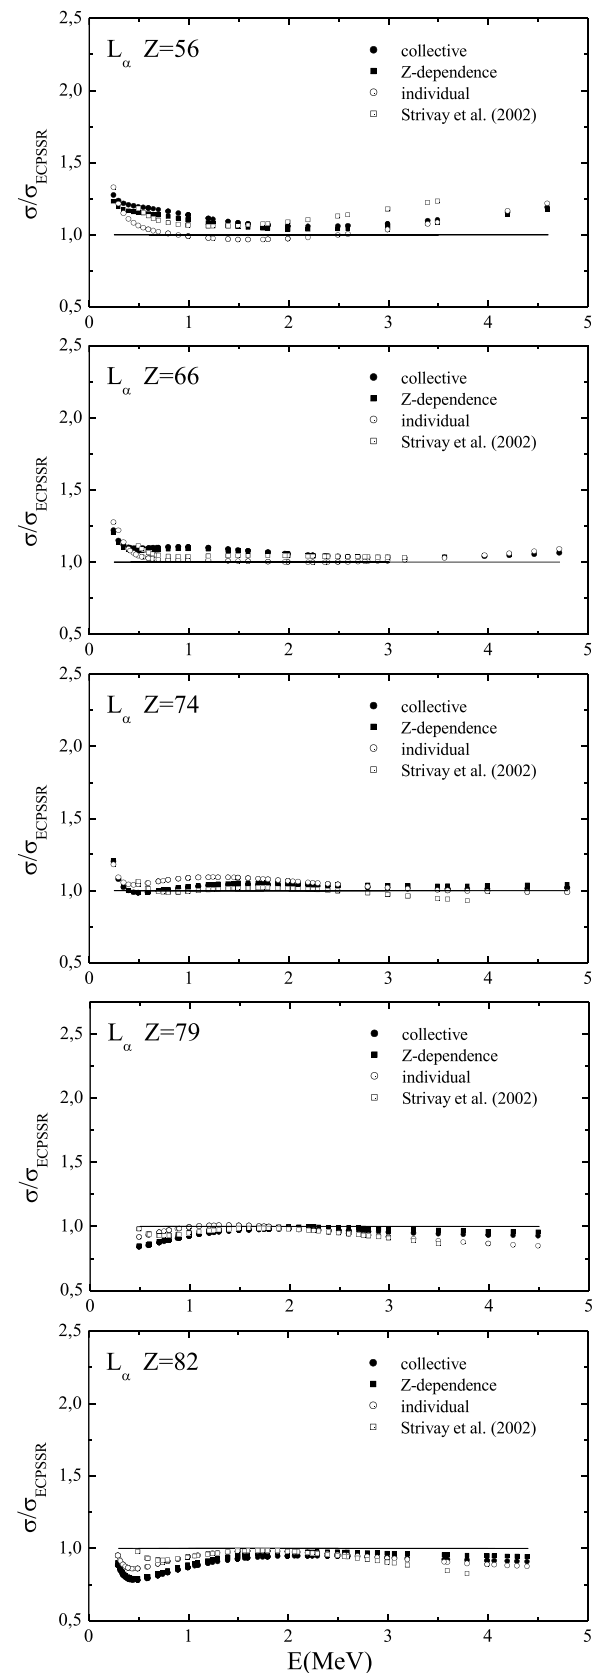 2,5
Lα Z=56
collective
Z-dependence
individual
Strivay et al. (2002)
2,0
σ/σECPSSR
1,5
1,0
0,5
0 1 2 3 4 5
2,5
Lα Z=66
collective
Z-dependence
individual
Strivay et al. (2002)
2,0
σ/σECPSSR
1,5
1,0
0,5
0 1 2 3 4 5
2,5
Lα Z=74
collective
Z-dependence
individual
Strivay et al. (2002)
2,0
σ/σECPSSR
1,5
1,0
0,5
0 1 2 3 4 5
Lα Z=79
2,5
collective
Z-dependence
individual
Strivay et al. (2002)
2,0
σ/σECPSSR
1,5
1,0
0,5
0 1 2 3 4 5
2,5
Lα Z=82
collective
Z-dependence
individual
Strivay et al. (2002)
2,0
σ/σECPSSR
1,5
1,0
0,5
0 1 2 3 4 5
E(MeV)